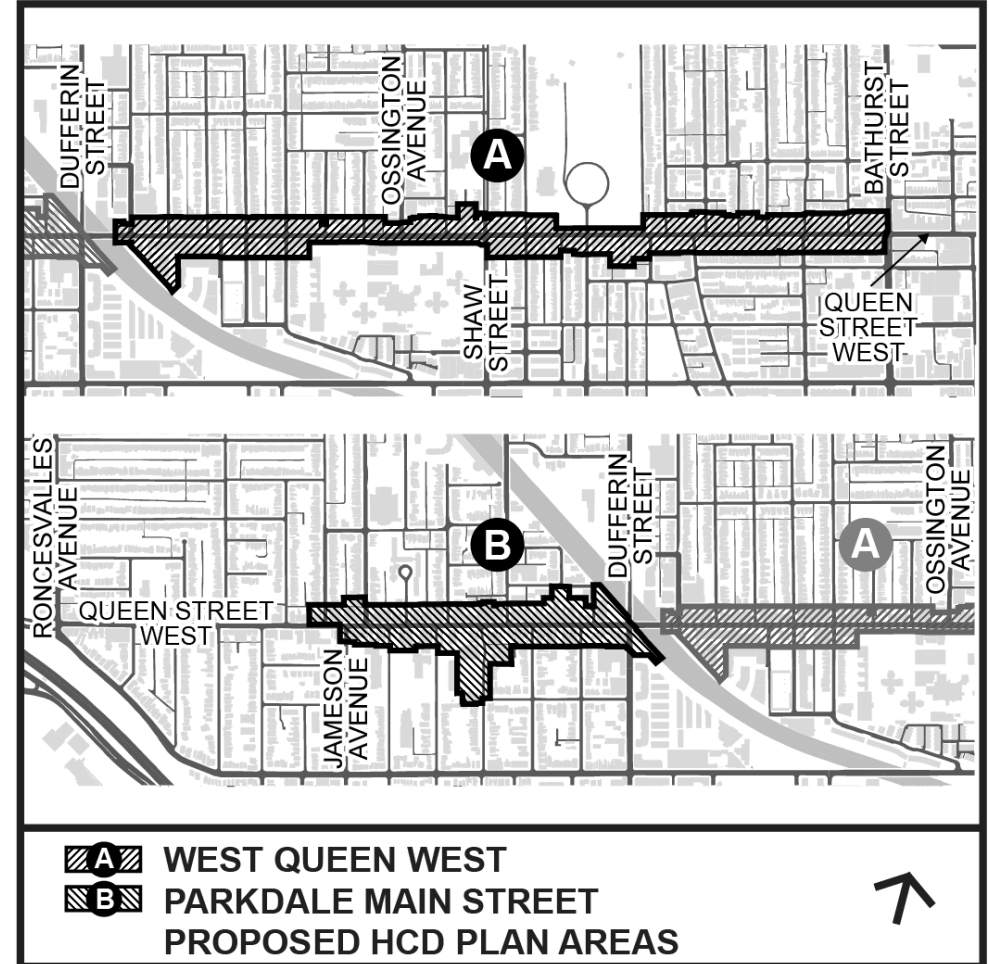 DUFFERIN
STREET
OSSINGTON
AVENUE
A
BATHURST
STREET
SHAW
STREET
QUEEN
STREET
WEST
RONCESVALLES
AVENUE
QUEEN STREET
WEST
JAMESON
AVENUE
B
DUFFERIN
STREET
A
OSSINGTON
AVENUE
A WEST QUEEN WEST
B PARKDALE MAIN STREET
PROPOSED HCD PLAN AREAS